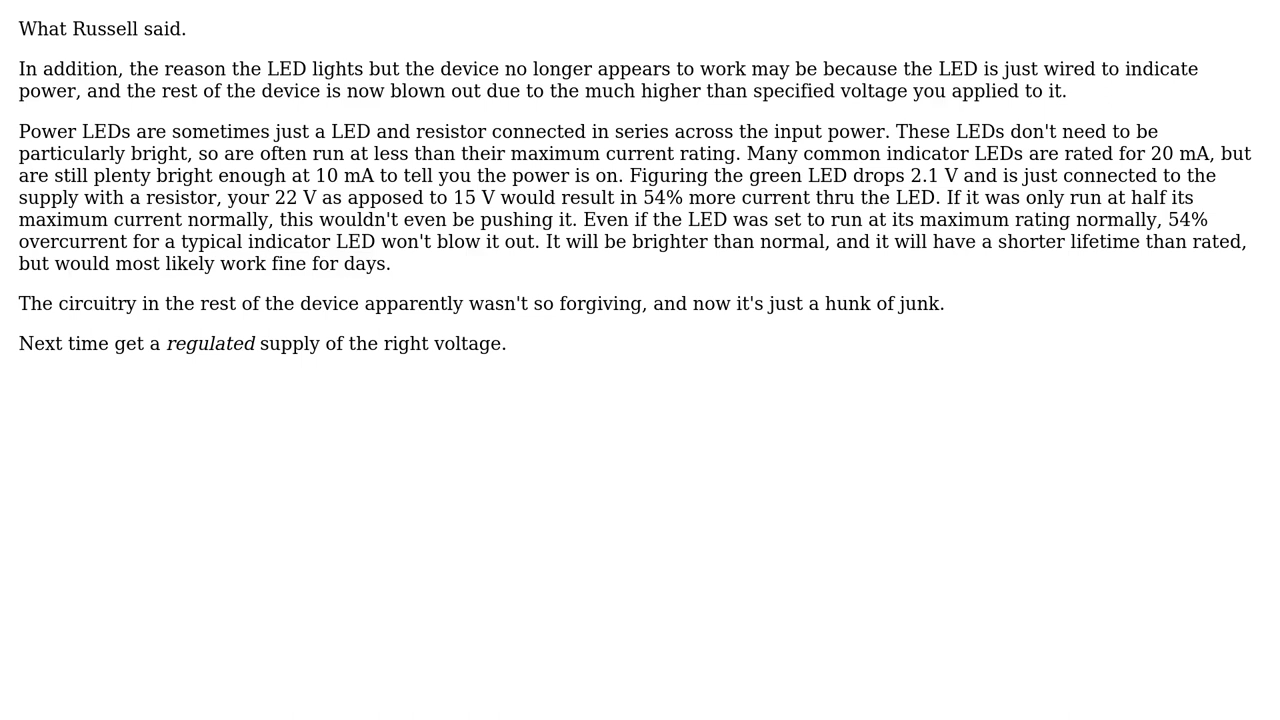 What Russell said.
In addition, the reason the LED lights but the device no longer appears to work may be because the LED is just wired to indicate
power, and the rest of the device is now blown out due to the much higher than specified voltage you applied to it.
Power LEDs are sometimes just a LED and resistor connected in series across the input power. These LEDs don't need to be
particularly bright, so are often run at less than their maximum current rating. Many common indicator LEDs are rated for 20 mA, but
are still plenty bright enough at 10 mA to tell you the power is on. Figuring the green LED drops 2.1 V and is just connected to the
supply with a resistor, your 22 V as apposed to 15 V would result in 54% more current thru the LED. If it was only run at half its
maximum current normally, this wouldn't even be pushing it. Even if the LED was set to run at its maximum rating normally, 54%
overcurrent for a typical indicator LED won't blow it out. It will be brighter than normal, and it will have a shorter lifetime than rated,
but would most likely work fine for days.
The circuitry in the rest of the device apparently wasn't so forgiving, and now it's just a hunk of junk.
Next time get a regulated supply of the right voltage.